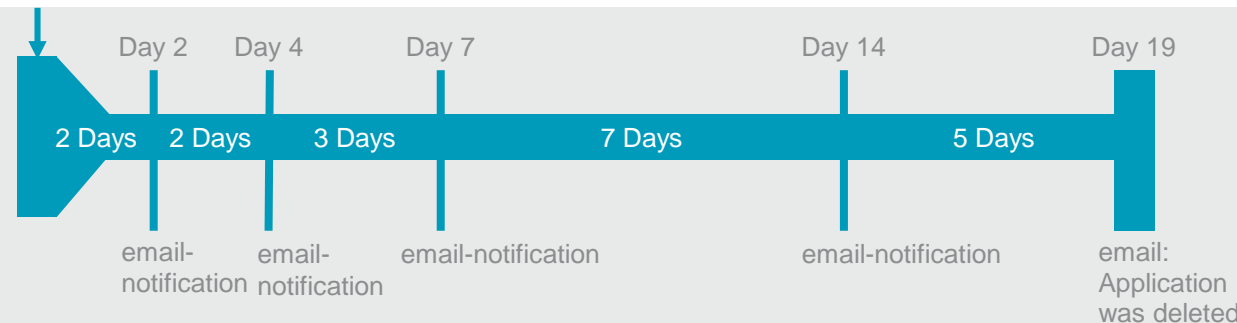 Day 2
Day 4
Day 7
Day 14
Day 19
2 Days
2 Days
3 Days
7 Days
5 Days
email-
notification
email-
notification
email-notification
email-notification
email:
Application
was deleted